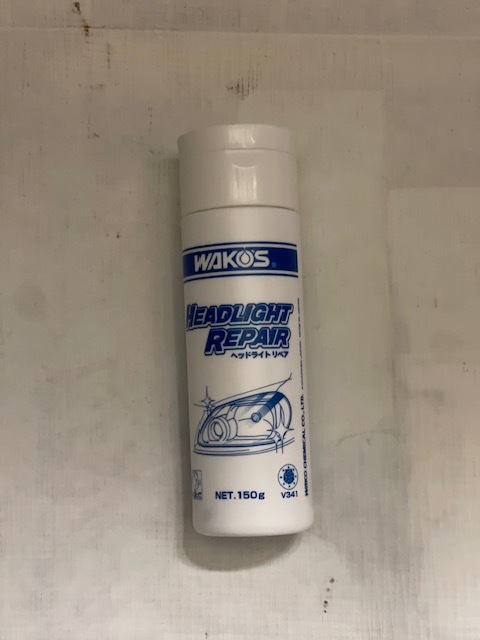 WAKO'S®
HEADLIGHT
REPAIR
ヘッドライト リペア
WAKO CHEMICAL CO., LTD.
NET.150g
V341